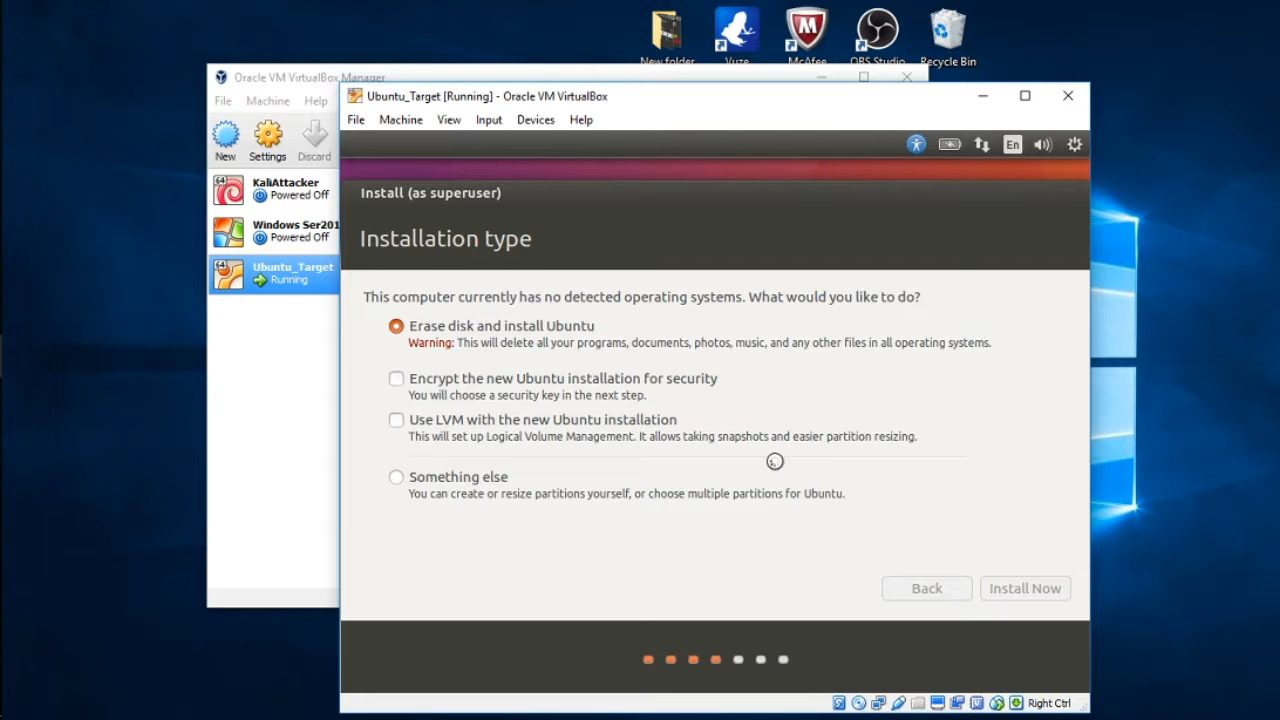 New folder
Vuze
McAfee
OBS Studio
Recycle Bin
Oracle VM VirtualBox Manager
File Machine Help
New Settings Discard
64
KaliAttacker
Powered Off
Windows Ser201
Powered Off
64
Ubuntu_Target
Running
Ubuntu_Target [Running] - Oracle VM VirtualBox
File Machine View Input Devices Help
En
Install (as superuser)
Installation type
This computer currently has no detected operating systems. What would you like to do?
Erase disk and install Ubuntu
Warning: This will delete all your programs, documents, photos, music, and any other files in all operating systems.
Encrypt the new Ubuntu installation for security
You will choose a security key in the next step.
Use LVM with the new Ubuntu installation
This will set up Logical Volume Management. It allows taking snapshots and easier partition resizing.
Something else
You can create or resize partitions yourself, or choose multiple partitions for Ubuntu.
Back Install Now
Right Ctrl